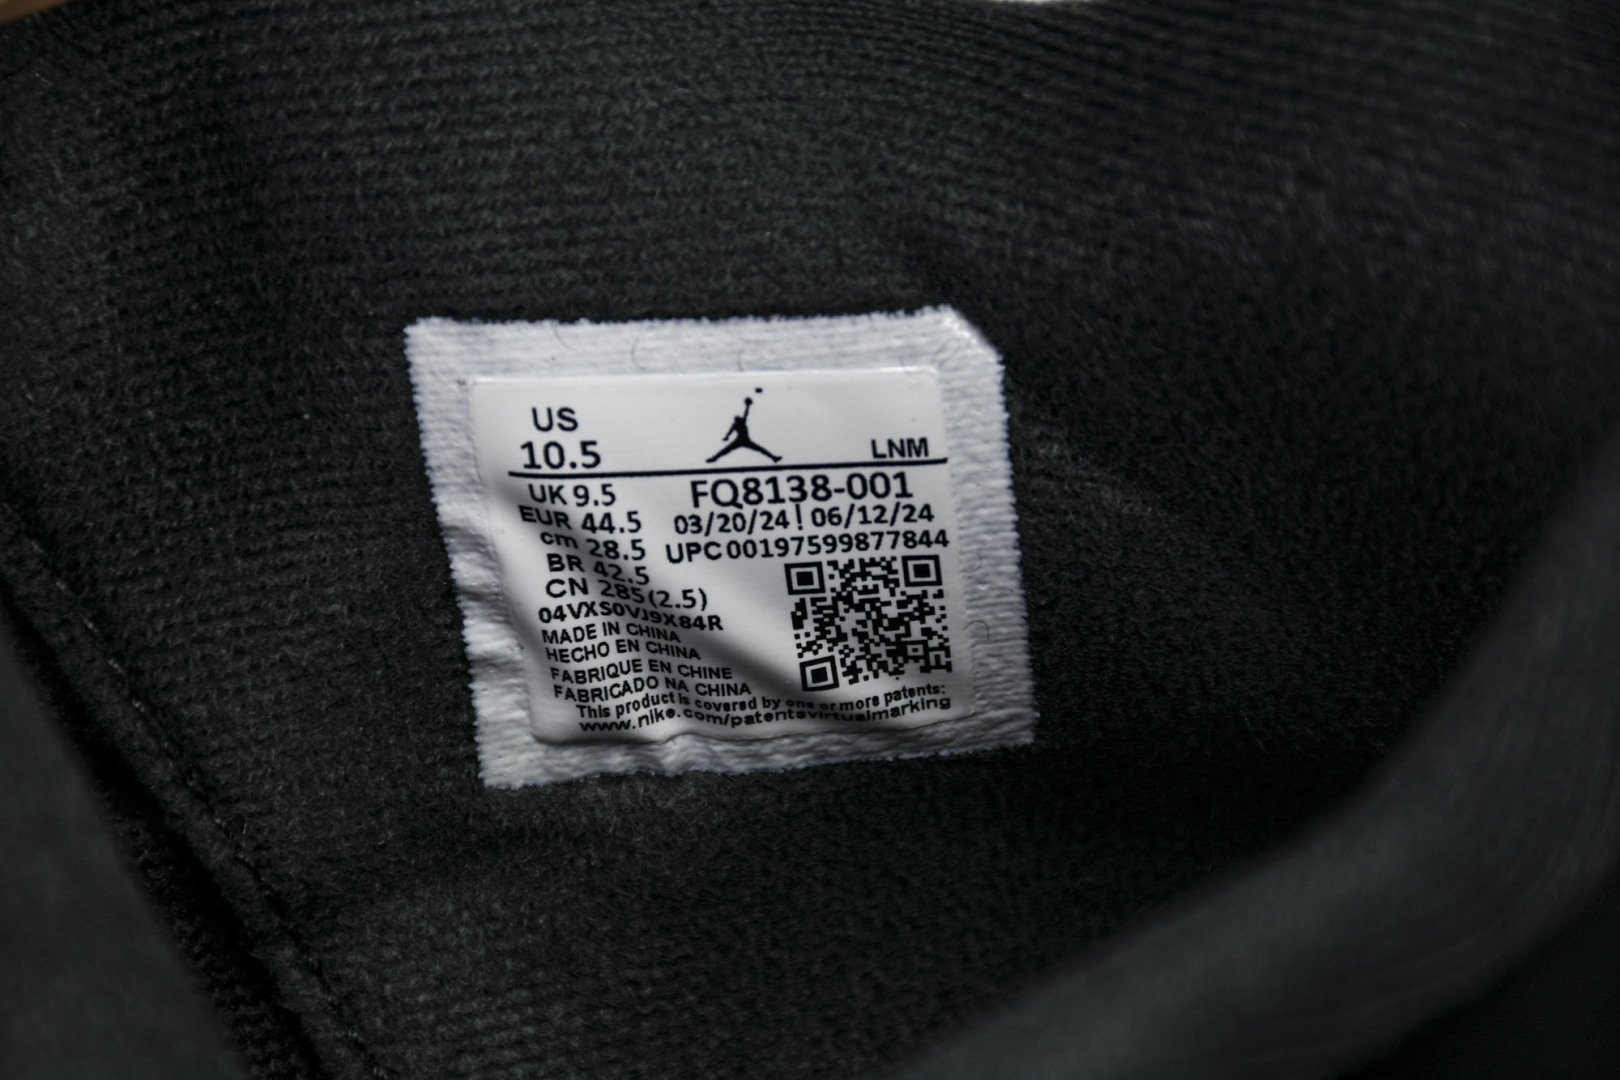 US
10.5
LNM
UK 9.5
EUR 44.5
cm 28.5
BR 42.5
CN 285(2.5)
04VXS0VJ9X84R
MADE IN CHINA
HECHO EN CHINA
FABRIQUE EN CHINE
FABRICADO NA CHINA
FQ8138-001
03/20/24 | 06/12/24
UPC 00197599877844
This product is covered by one or more patents:
www.nike.com/patentsvirtualmarking